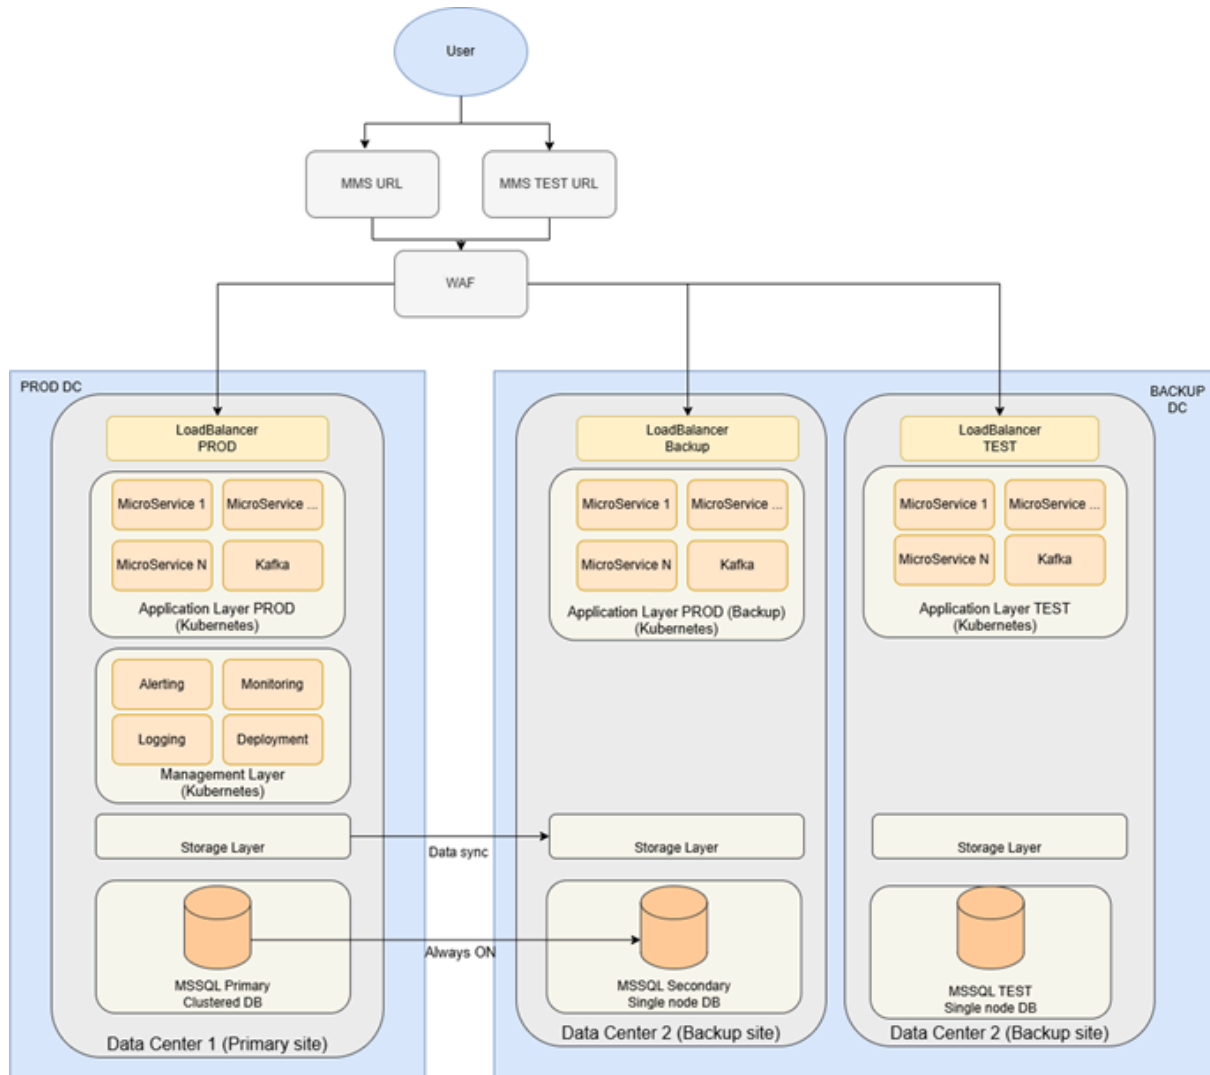 User
MMS URL
MMS TEST URL
WAF
PROD DC
BACKUP
DC
LoadBalancer
PROD
MicroService 1
MicroService ...
MicroService N
Kafka
Application Layer PROD
(Kubernetes)
Alerting
Monitoring
Logging
Deployment
Management Layer
(Kubernetes)
Storage Layer
Data sync
MSSQL Primary
Clustered DB
Always ON
Data Center 1 (Primary site)
LoadBalancer
Backup
MicroService 1
MicroService ...
MicroService N
Kafka
Application Layer PROD (Backup)
(Kubernetes)
Storage Layer
MSSQL Secondary
Single node DB
Data Center 2 (Backup site)
LoadBalancer
TEST
MicroService 1
MicroService ...
MicroService N
Kafka
Application Layer TEST
(Kubernetes)
Storage Layer
MSSQL TEST
Single node DB
Data Center 2 (Backup site)